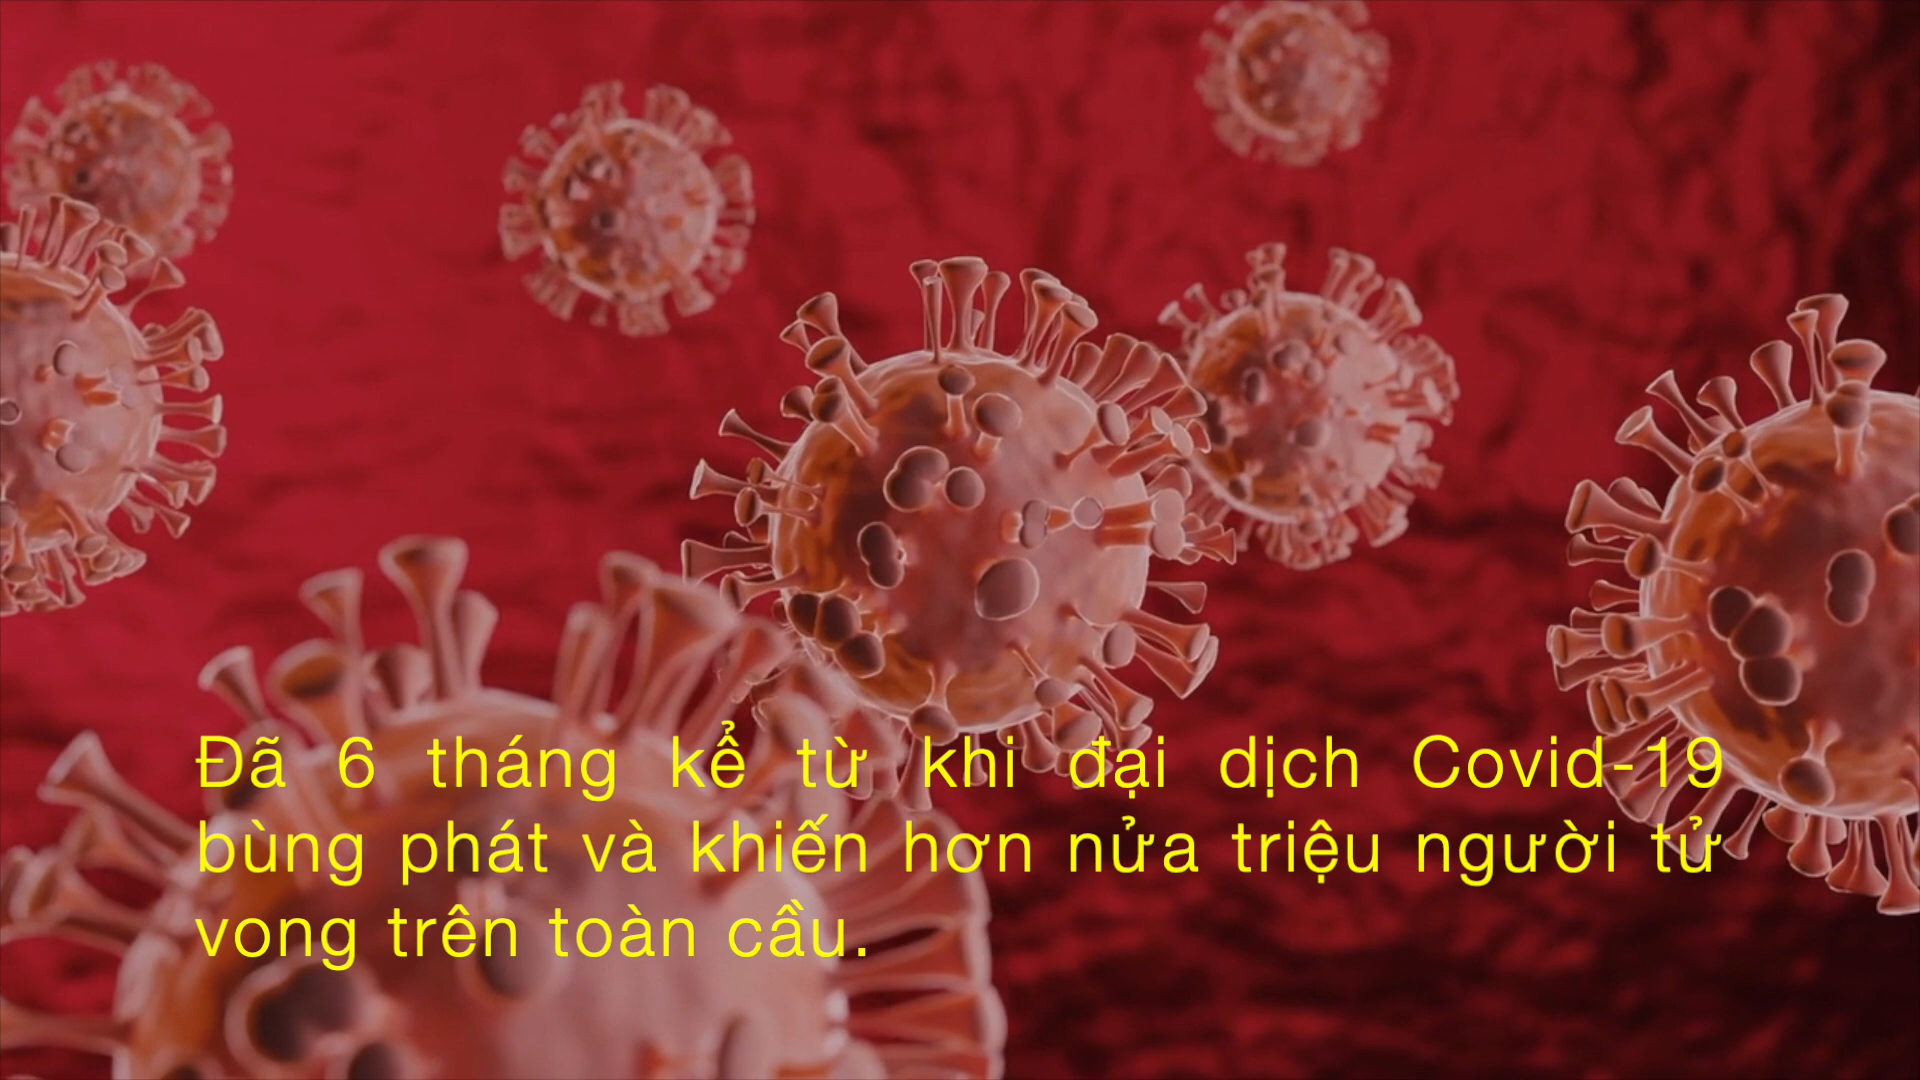 Đã 6 tháng kể từ khi đại dịch Covid-19
bùng phát và khiến hơn nửa triệu người tử
vong trên toàn cầu.